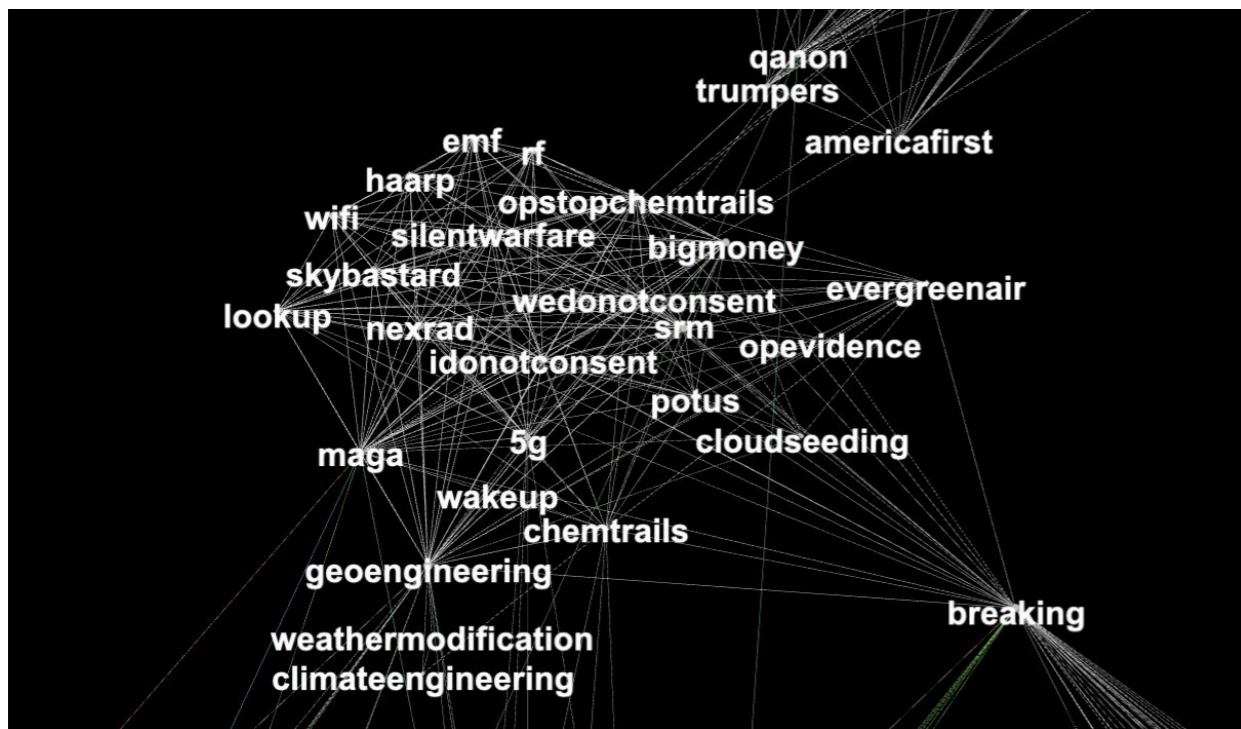 qanon
trumpers
americafirst
emf
rf
haarp
opstopchemtrails
wifi
silentwarfare
bigmoney
skybastard
evergreenair
wedonotconsent
lookup
nexrad
srm
opevidence
idonotconsent
potus
5g
cloudseeding
maga
wakeup
chemtrails
geoengineering
breaking
weathermodification
climateengineering